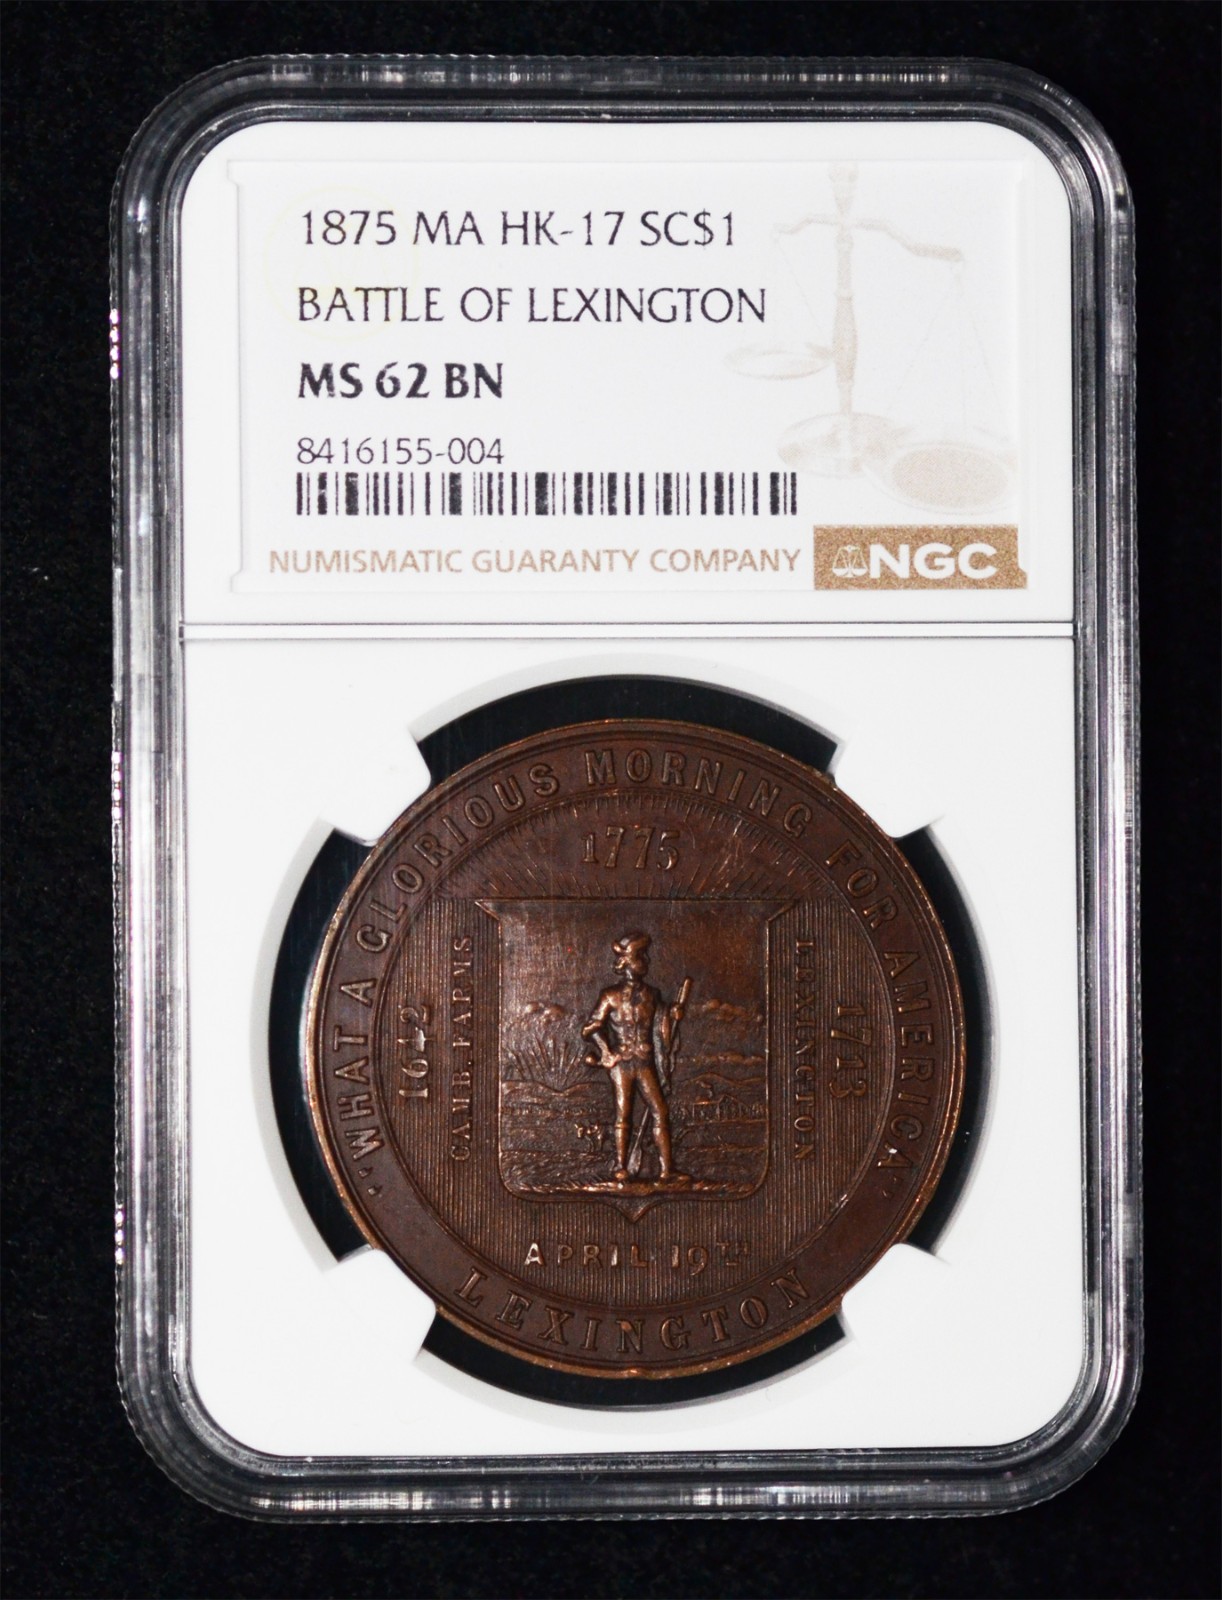 1875 MA HK-17 SC$1
BATTLE OF LEXINGTON
MS 62 BN
8416155-004
NUMISMATIC GUARANTY COMPANY
NGC
"WHAT A GLORIOUS MORNING FOR AMERICA"
1775
1642
CAMB. FARMS
LEXINGTON
1713
APRIL 19TH
LEXINGTON